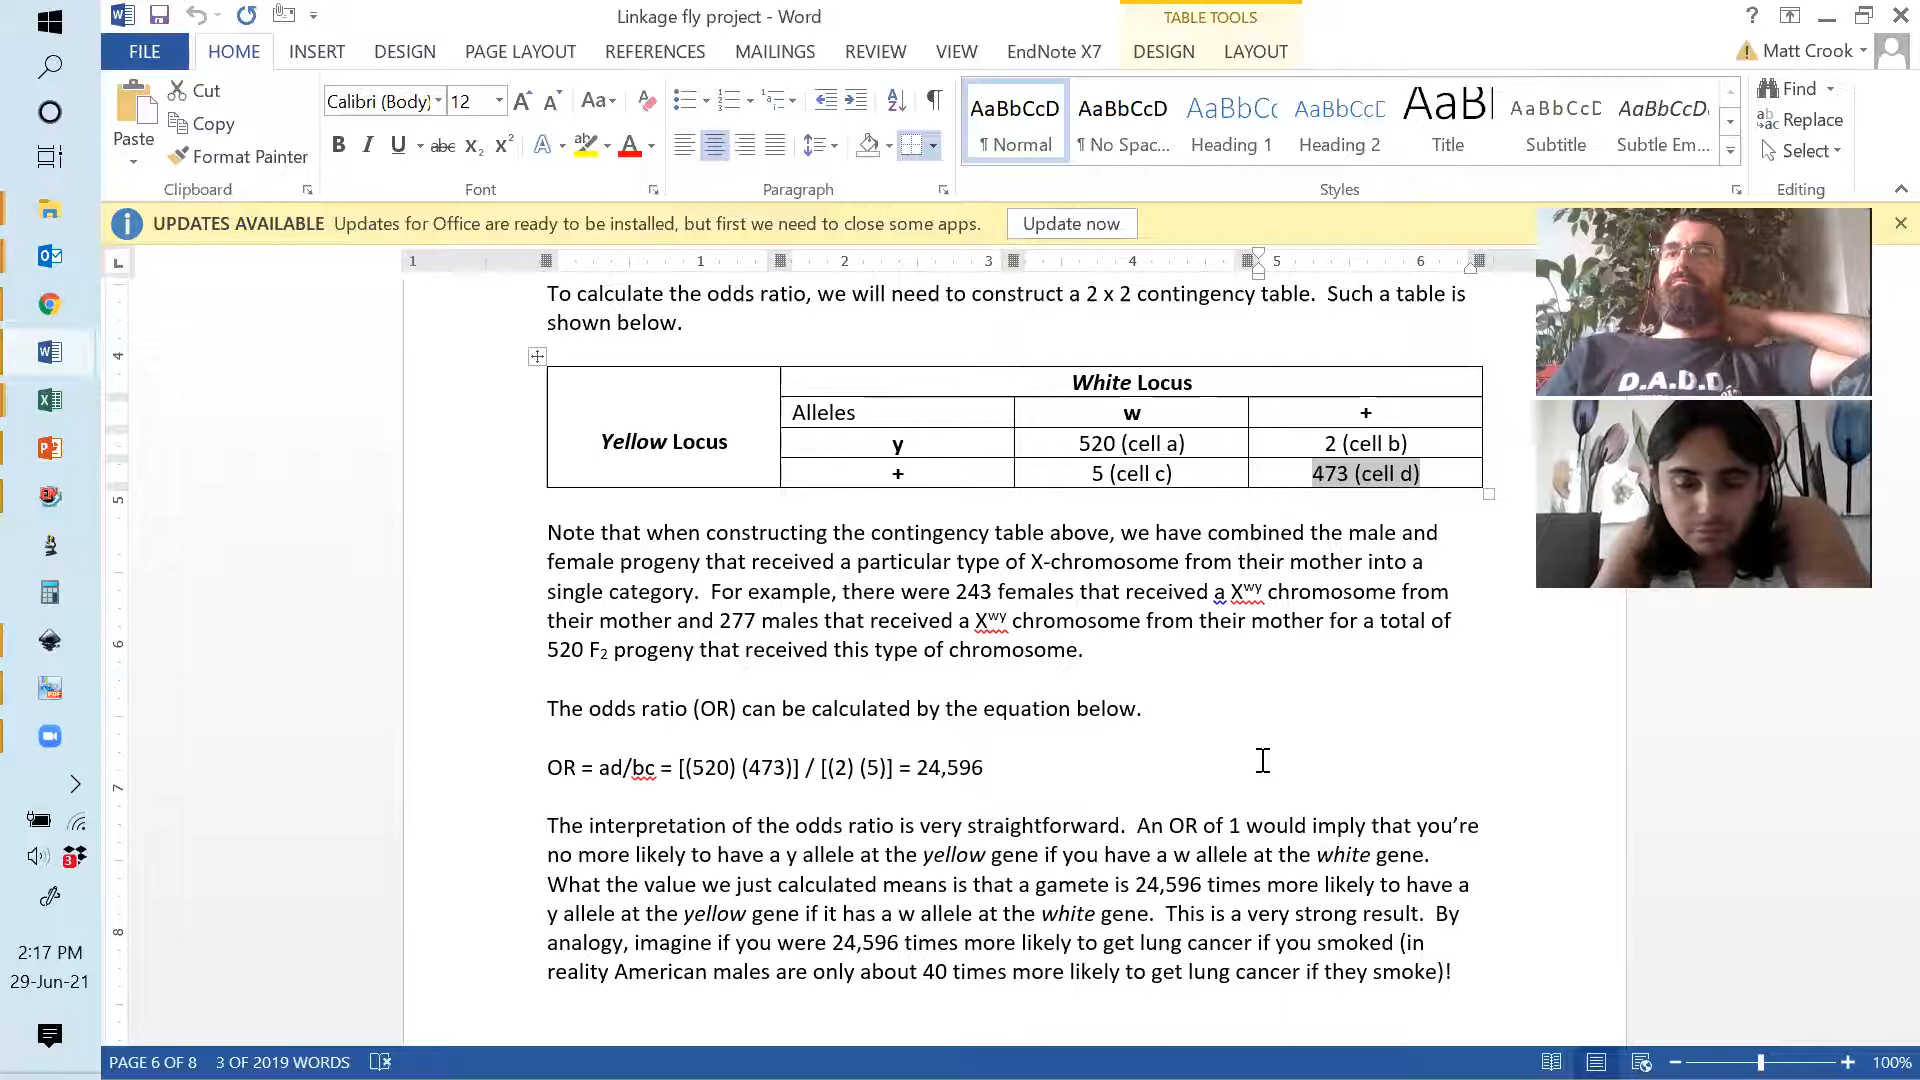 Linkage fly project - Word
TABLE TOOLS
FILE
HOME
INSERT
DESIGN
PAGE LAYOUT
REFERENCES
MAILINGS
REVIEW
VIEW
EndNote X7
DESIGN
LAYOUT
Matt Crook
Paste
Cut
Copy
Format Painter
Clipboard
Calibri (Body)
12
Font
Paragraph
AaBbCcD
¶ Normal
AaBbCcD
¶ No Spac...
AaBbCc
Heading 1
AaBbCcD
Heading 2
AaB
Title
AaBbCcD
Subtitle
AaBbCcD
Subtle Em...
Styles
Find
Replace
Select
Editing
UPDATES AVAILABLE Updates for Office are ready to be installed, but first we need to close some apps.
Update now
To calculate the odds ratio, we will need to construct a 2 x 2 contingency table. Such a table is
shown below.
White Locus
Alleles w +
Yellow Locus
y 520 (cell a) 2 (cell b)
+ 5 (cell c) 473 (cell d)
Note that when constructing the contingency table above, we have combined the male and
female progeny that received a particular type of X-chromosome from their mother into a
single category. For example, there were 243 females that received a Xʷʸ chromosome from
their mother and 277 males that received a Xʷʸ chromosome from their mother for a total of
520 F₂ progeny that received this type of chromosome.
The odds ratio (OR) can be calculated by the equation below.
OR = ad/bc = [(520) (473)] / [(2) (5)] = 24,596
The interpretation of the odds ratio is very straightforward. An OR of 1 would imply that you're
no more likely to have a y allele at the yellow gene if you have a w allele at the white gene.
What the value we just calculated means is that a gamete is 24,596 times more likely to have a
y allele at the yellow gene if it has a w allele at the white gene. This is a very strong result. By
analogy, imagine if you were 24,596 times more likely to get lung cancer if you smoked (in
reality American males are only about 40 times more likely to get lung cancer if they smoke)!
D.A.D.D.
2:17 PM
29-Jun-21
PAGE 6 OF 8
3 OF 2019 WORDS
100%